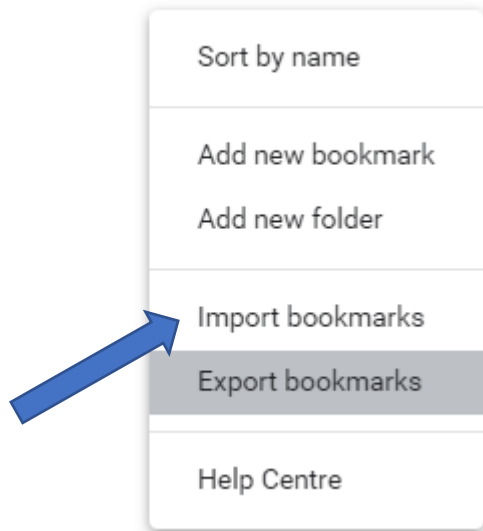 Sort by name
Add new bookmark
Add new folder
Import bookmarks
Export bookmarks
Help Centre